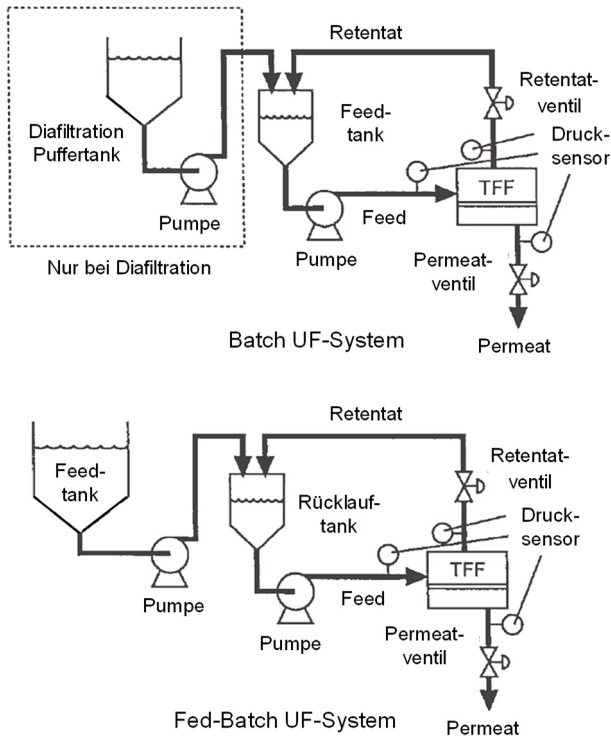 Retentat
Retentat-
ventil
Diafiltration
Puffertank
Feed-
tank
Druck-
sensor
TFF
Pumpe
Feed
Pumpe
Permeat-
ventil
Nur bei Diafiltration
Batch UF-System
Permeat
Retentat
Feed-
tank
Retentat-
ventil
Rücklauf-
tank
Druck-
sensor
TFF
Pumpe
Feed
Pumpe
Permeat-
ventil
Fed-Batch UF-System
Permeat